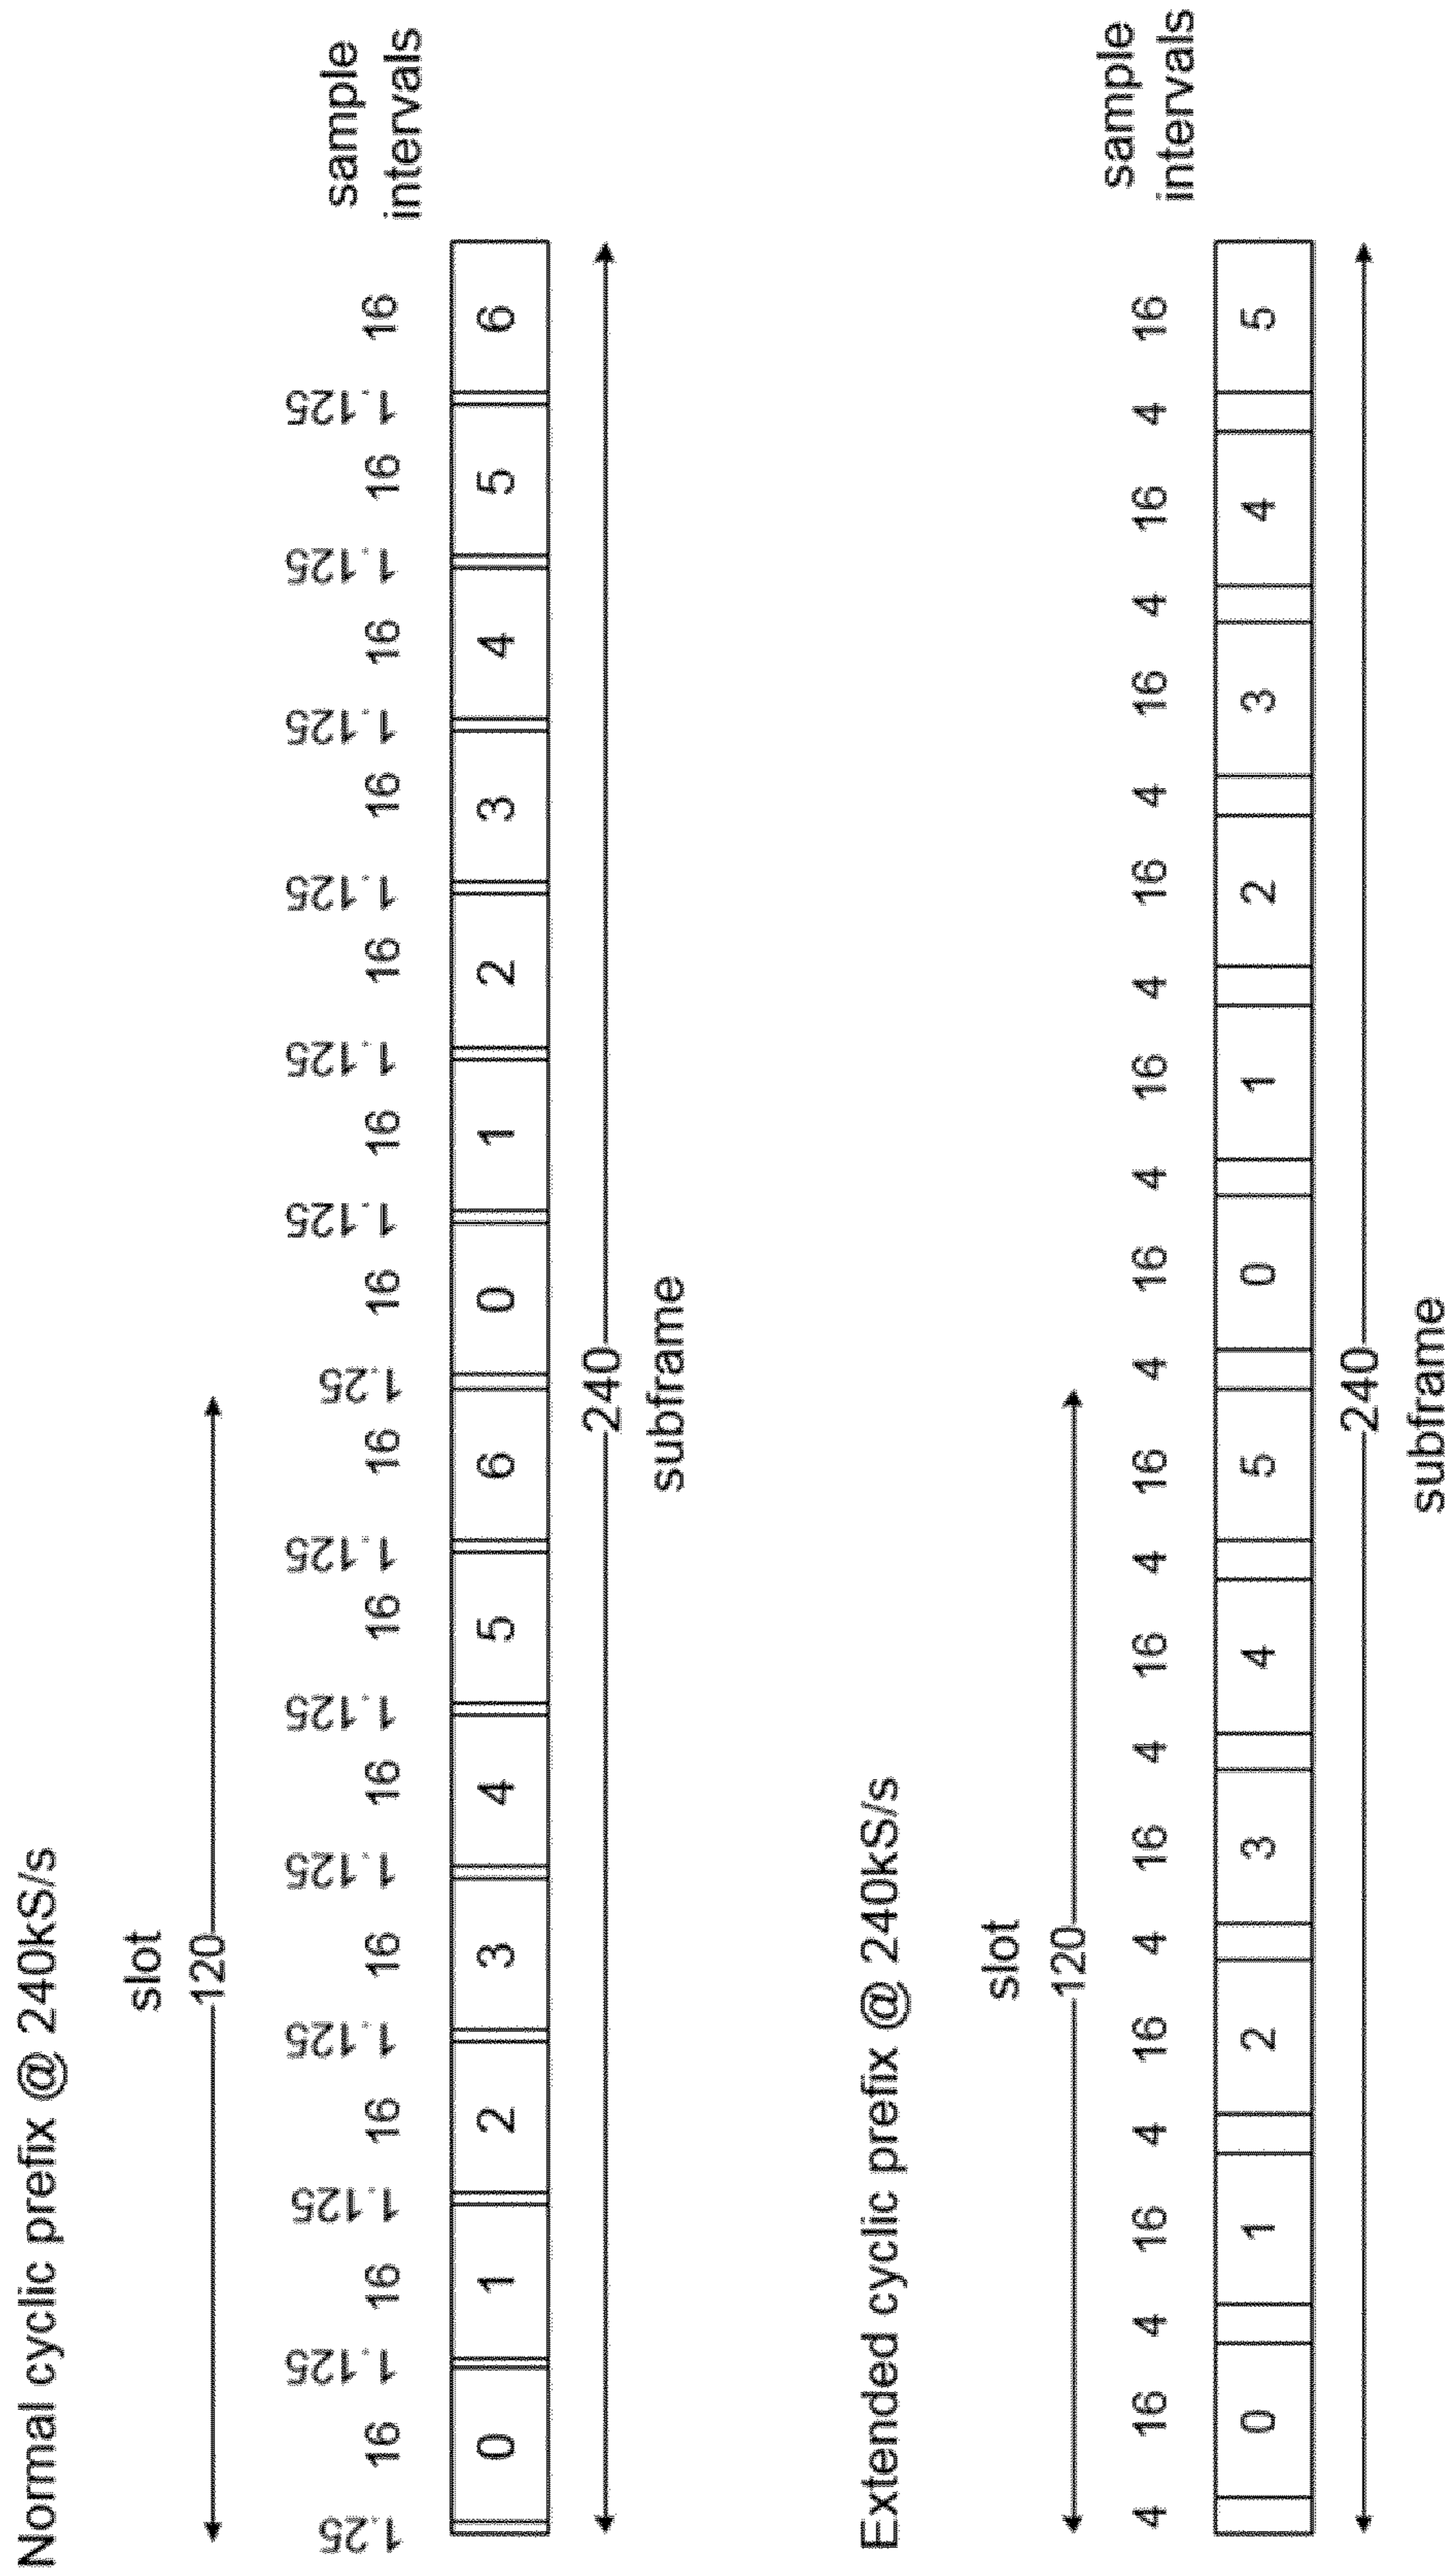 Normal cyclic prefix @ 240kS/s
slot
120
1.25 16 1.125 16 1.125 16 1.125 16 1.125 16 1.125 16 1.125 16 1.25 16 1.125 16 1.125 16 1.125 16 1.125 16 1.125 16 1.125 16
sample
intervals
0 1 2 3 4 5 6 0 1 2 3 4 5 6
240
subframe
Extended cyclic prefix @ 240kS/s
slot
120
4 16 4 16 4 16 4 16 4 16 4 16 4 16 4 16 4 16 4 16 4 16 4 16
sample
intervals
0 1 2 3 4 5 0 1 2 3 4 5
240
subframe